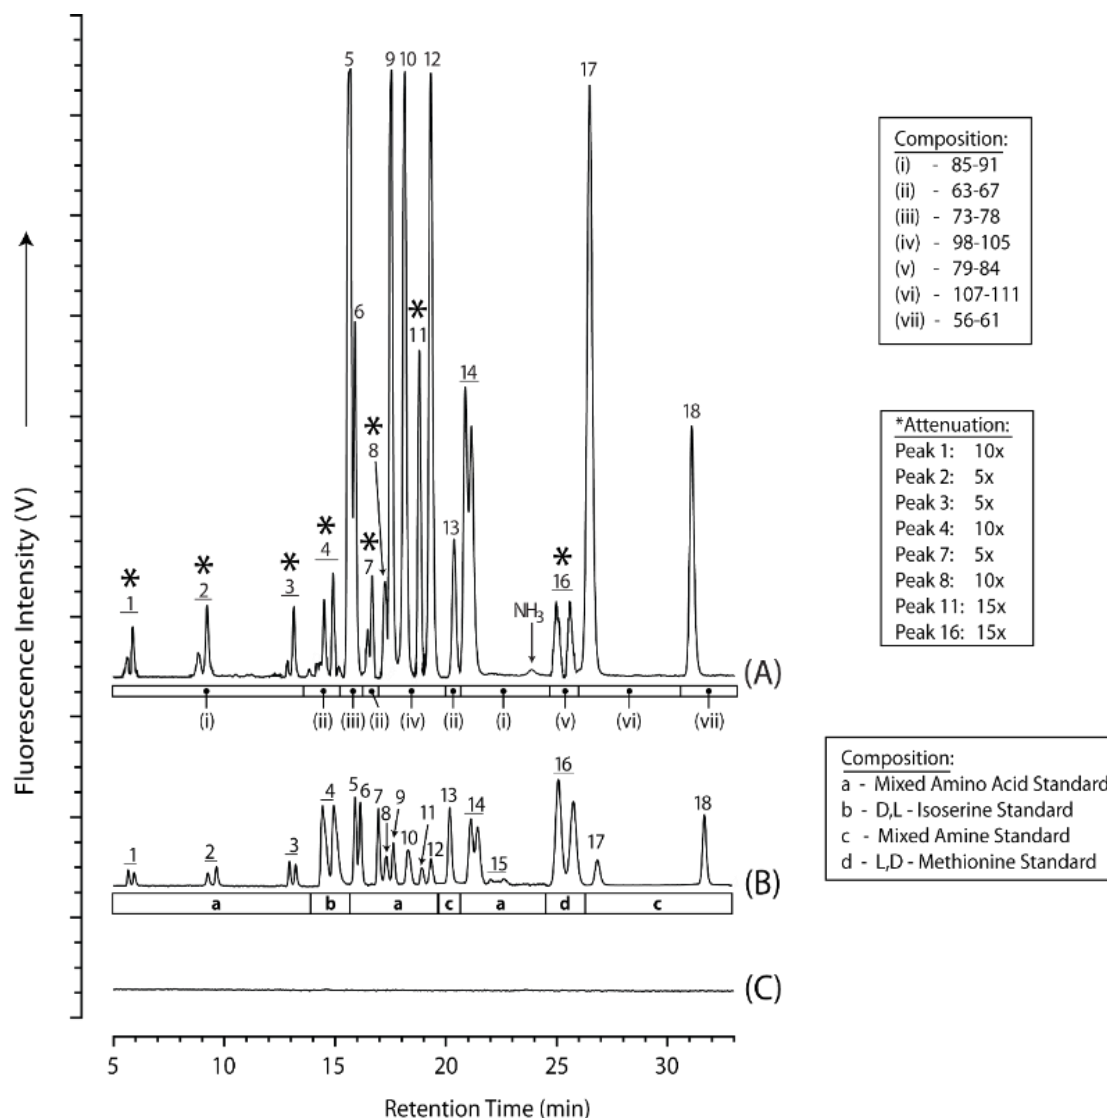 5
9
10
12
17
6
*
11
14
18
*
8
13
*
4
*
7
*
3
*
2
*
1
*
16
NH3
(A)
(i)
(ii)
(iii)
(ii)
(iv)
(ii)
(i)
(v)
(vi)
(vii)
1
2
3
4
5
6
7
8
9
10
11
12
13
14
15
16
17
18
(B)
a
b
a
c
a
d
c
(C)
5
10
15
20
25
30
Retention Time (min)
Fluorescence Intensity (V)
Composition:
(i) - 85-91
(ii) - 63-67
(iii) - 73-78
(iv) - 98-105
(v) - 79-84
(vi) - 107-111
(vii) - 56-61
*Attenuation:
Peak 1: 10x
Peak 2: 5x
Peak 3: 5x
Peak 4: 10x
Peak 7: 5x
Peak 8: 10x
Peak 11: 15x
Peak 16: 15x
Composition:
a - Mixed Amino Acid Standard
b - D,L - Isoserine Standard
c - Mixed Amine Standard
d - L,D - Methionine Standard